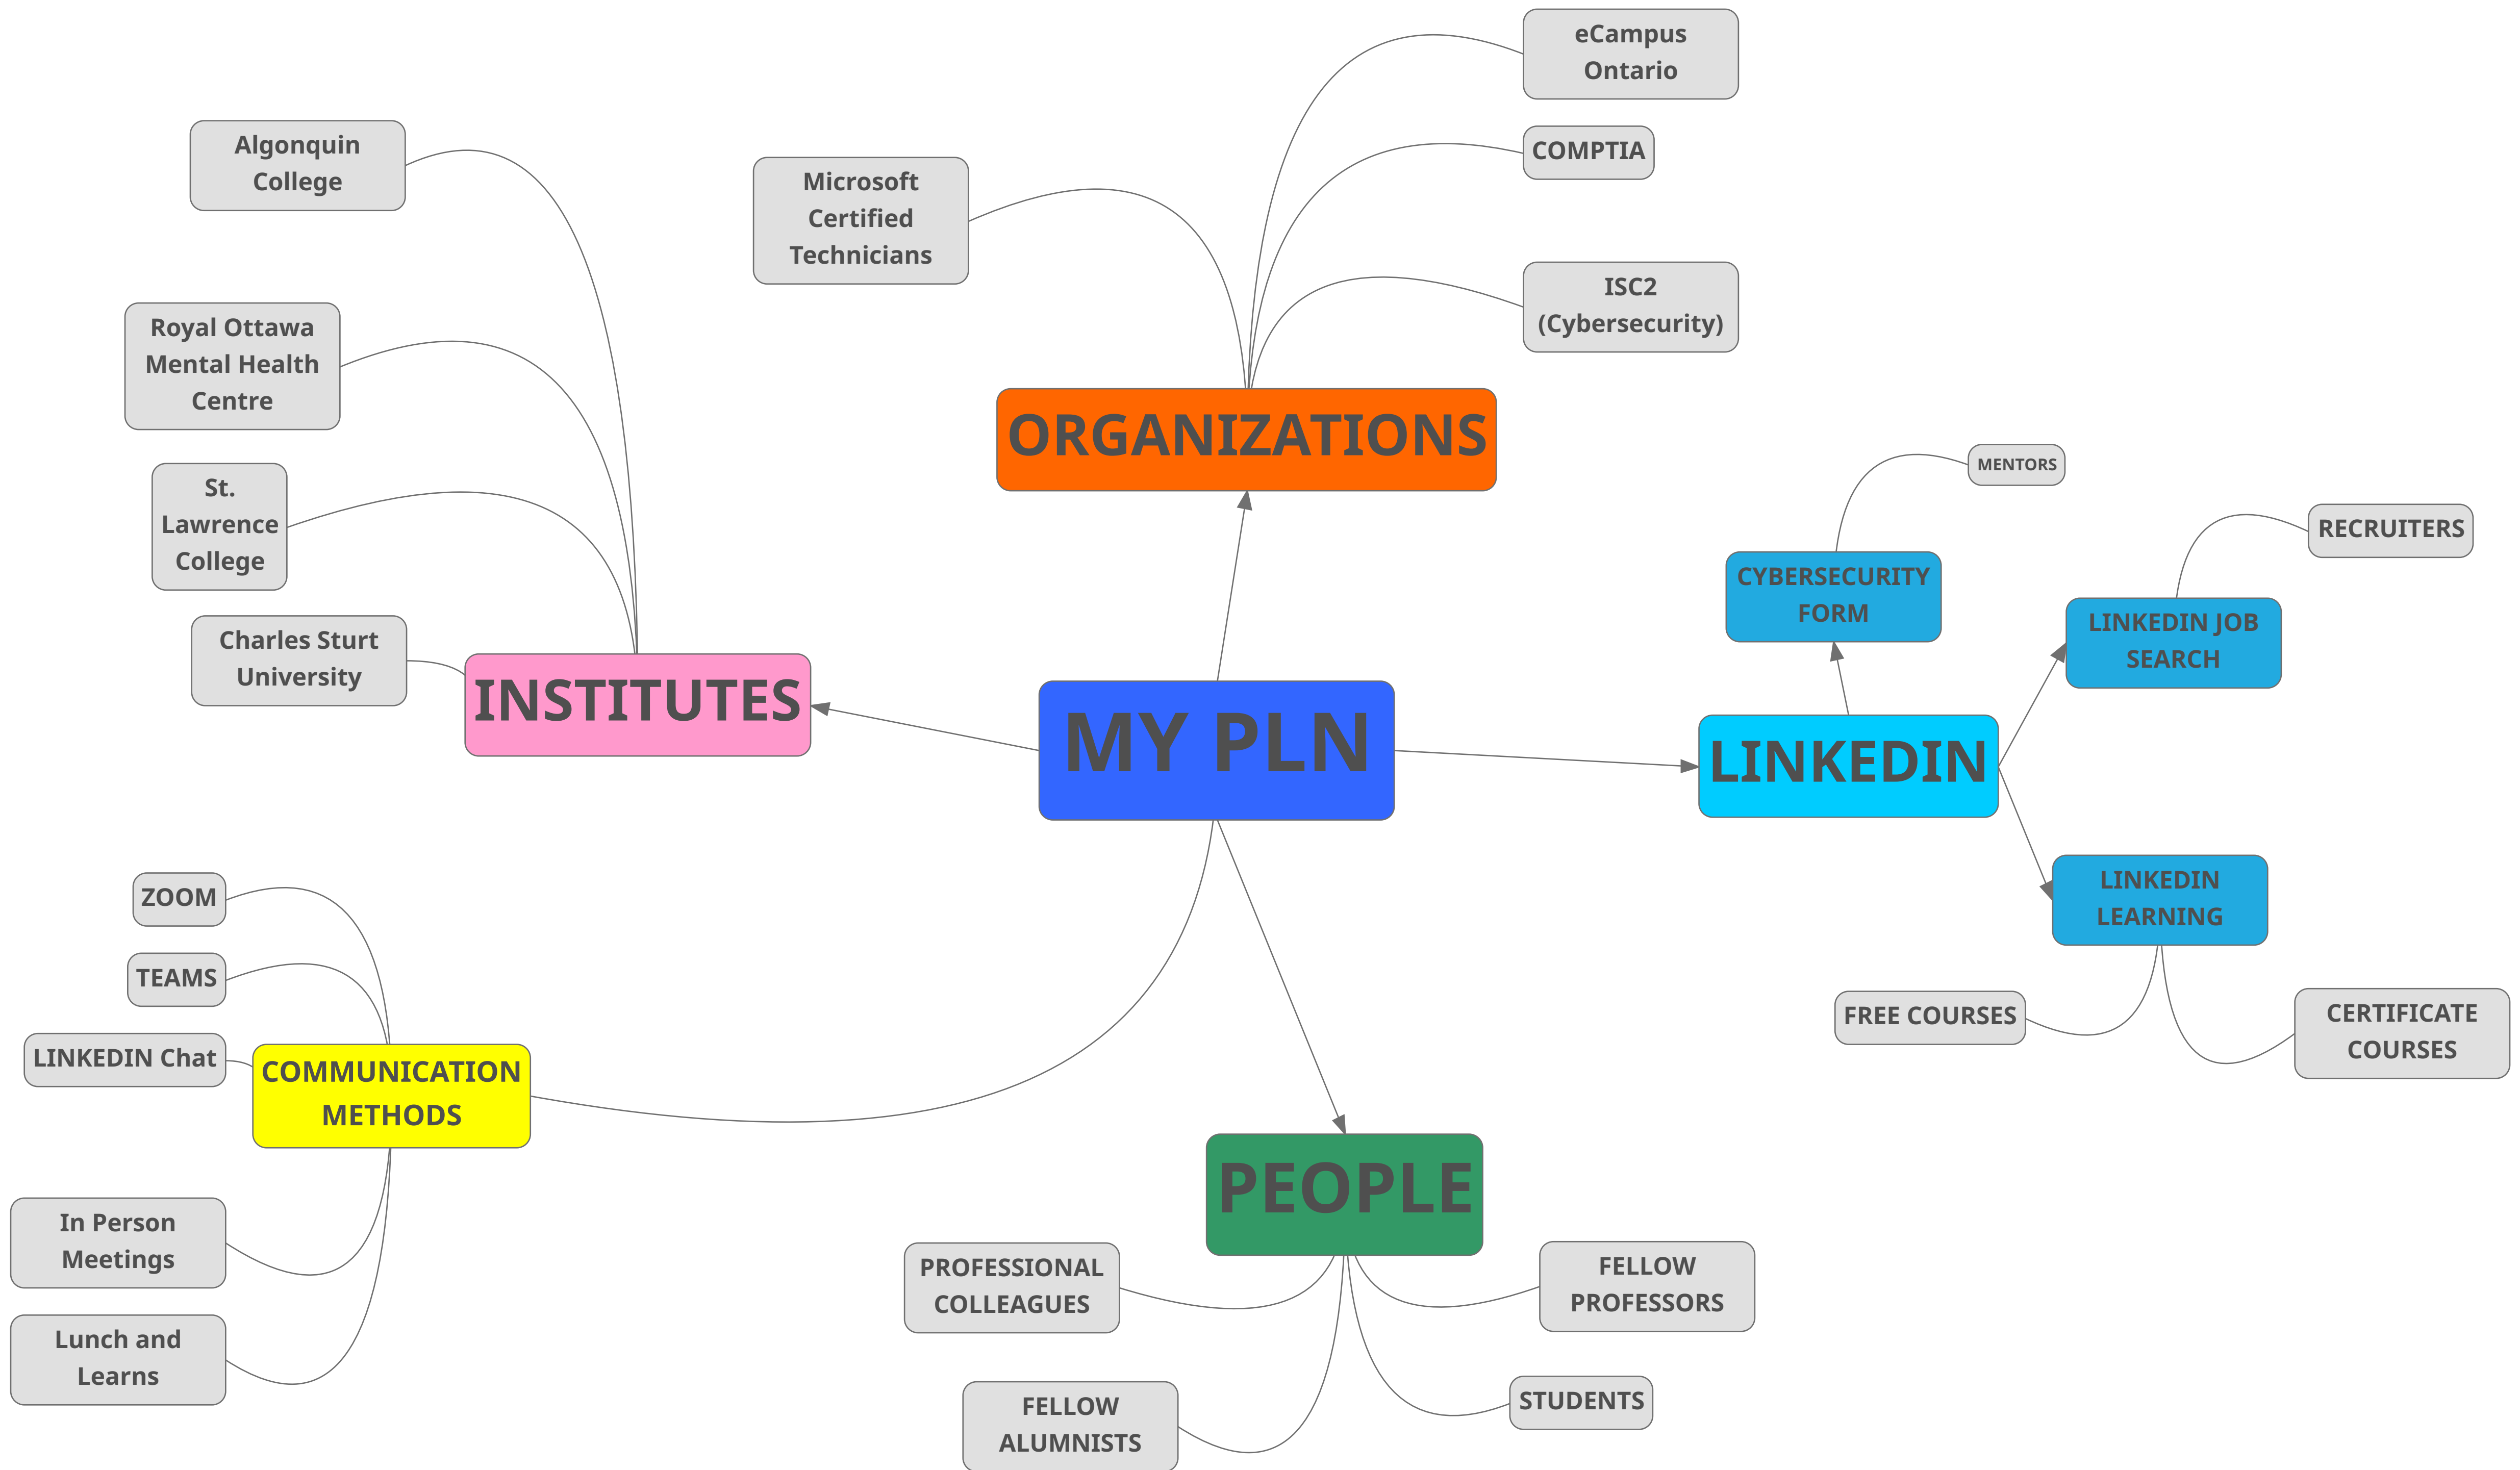 eCampus
Ontario
COMPTIA
Microsoft
Certified
Technicians
ISC2
(Cybersecurity)
ORGANIZATIONS
Algonquin
College
Royal Ottawa
Mental Health
Centre
St.
Lawrence
College
Charles Sturt
University
INSTITUTES
MY PLN
LINKEDIN
CYBERSECURITY
FORM
MENTORS
LINKEDIN JOB
SEARCH
RECRUITERS
LINKEDIN
LEARNING
FREE COURSES
CERTIFICATE
COURSES
ZOOM
TEAMS
LINKEDIN Chat
COMMUNICATION
METHODS
In Person
Meetings
Lunch and
Learns
PEOPLE
PROFESSIONAL
COLLEAGUES
FELLOW
PROFESSORS
FELLOW
ALUMNISTS
STUDENTS